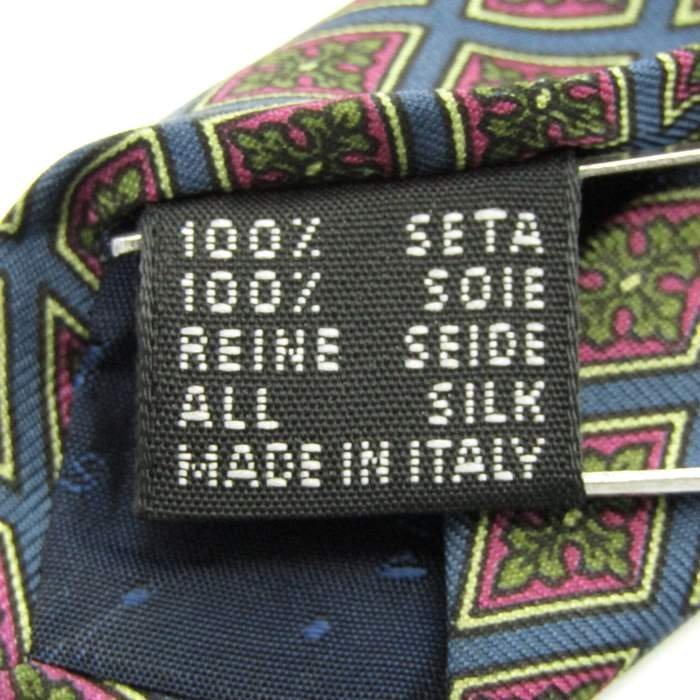 100% SETA
100% SOIE
REINE SEIDE
ALL SILK
MADE IN ITALY